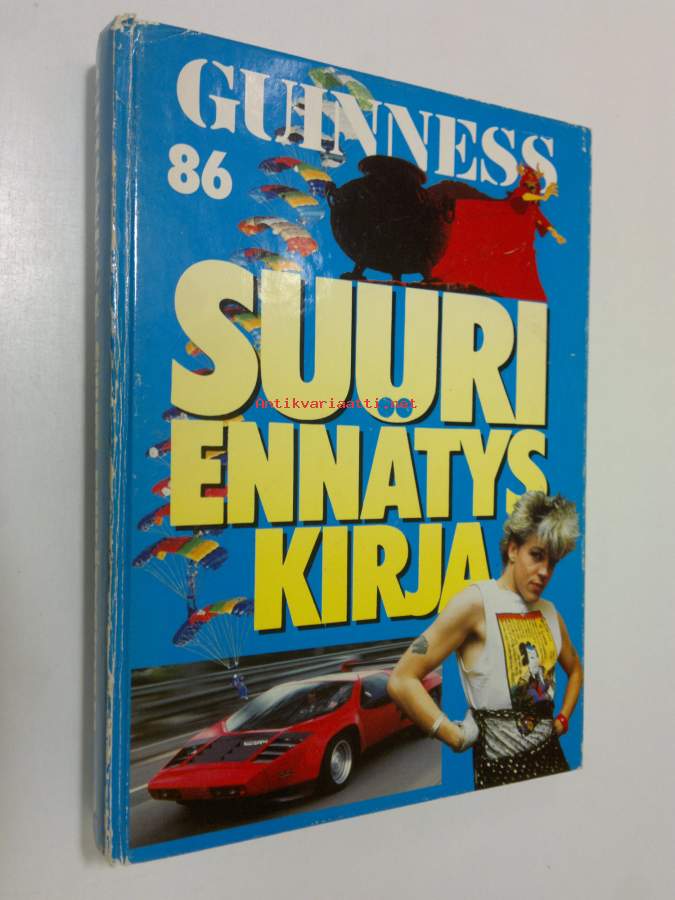 GUINNESS
86
SUURI
Antikvariaatti.net
ENNÄTYS
KIRJA